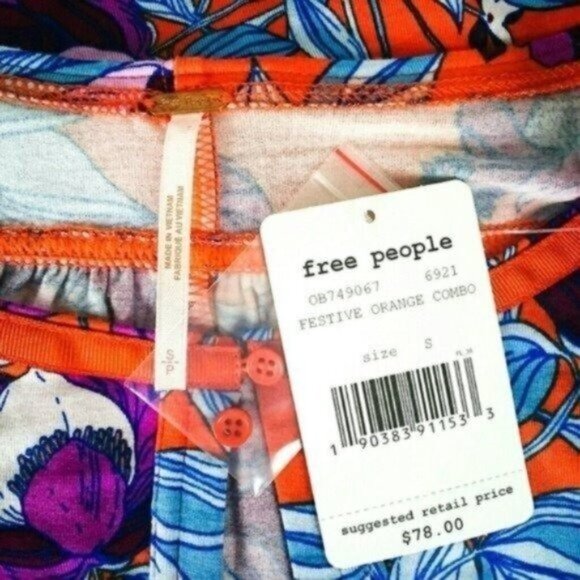 MADE IN VIETNAM
FABRIQUE AU VIETNAM
S/P
free people
OB749067 6921
FESTIVE ORANGE COMBO
size S
1 90383 91153 3
suggested retail price
$78.00